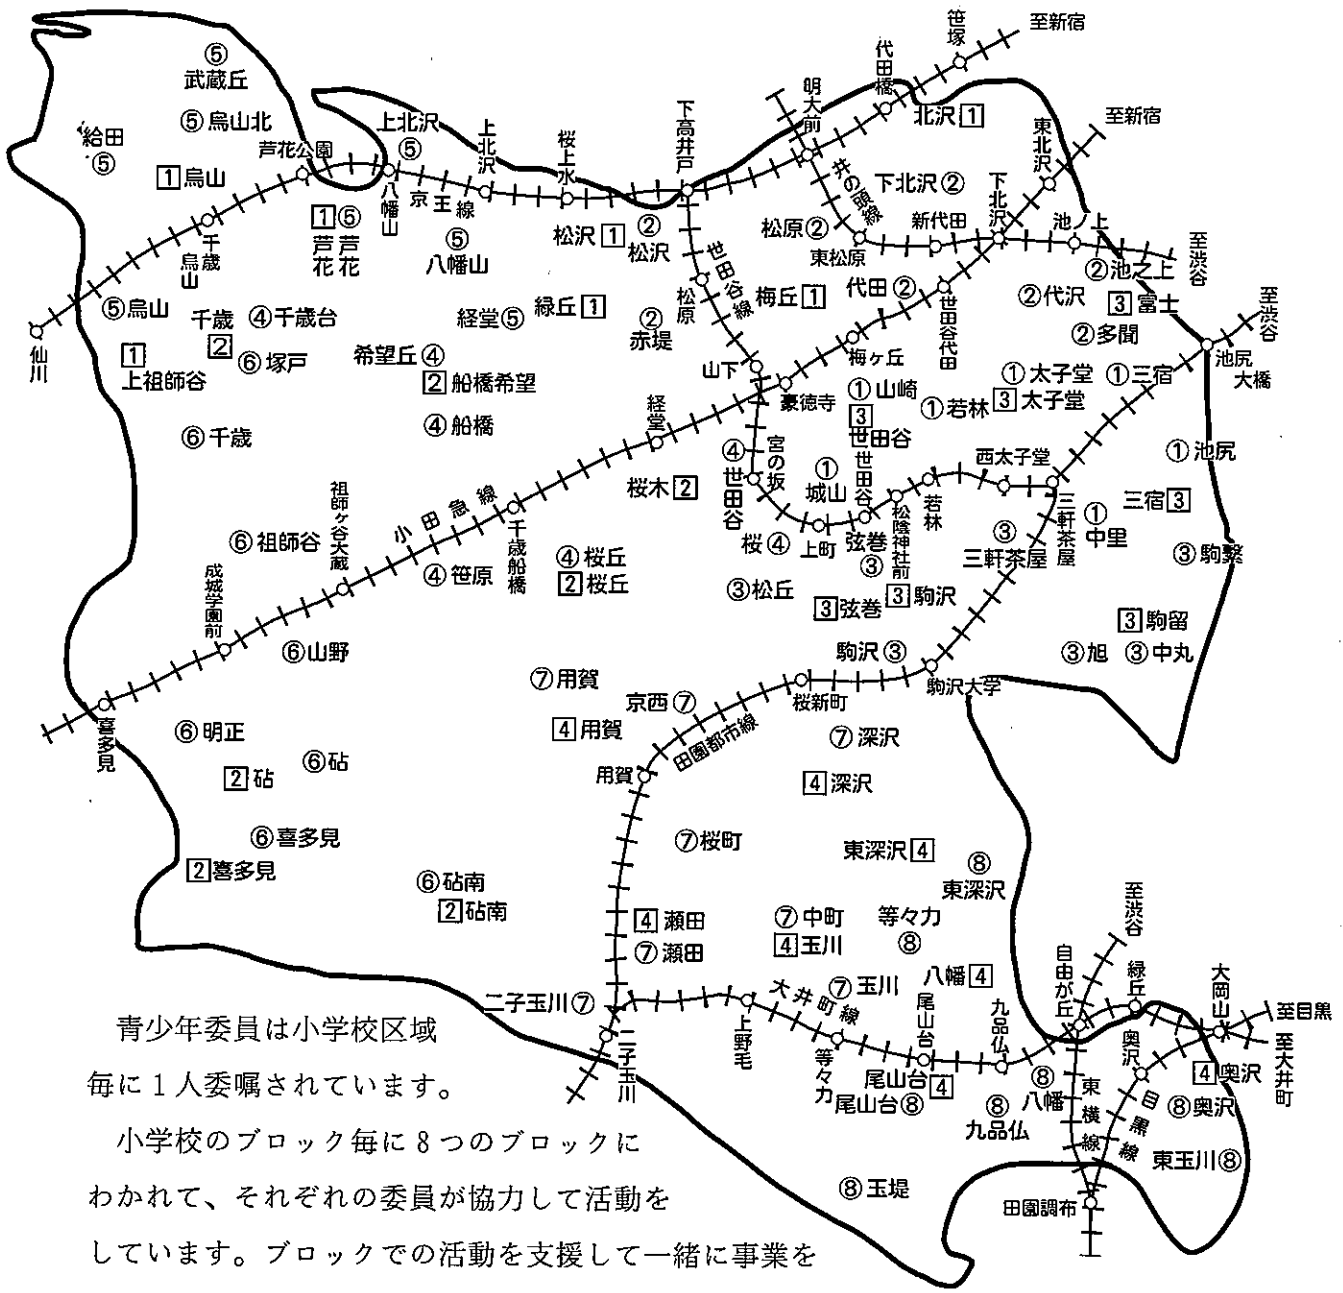 至新宿
笹塚
代田橋
明大前
北沢 1
至新宿
東北沢
⑤
武蔵丘
⑤烏山北
給田
⑤
芦花公園
上北沢
⑤
上北沢
桜上水
下高井戸
1 烏山
八幡山
京王線
井の頭線
下北沢②
下北沢
新代田
池ノ上
至渋谷
千歳烏山
1 ⑤
芦花 芦花
⑤
八幡山
松沢 1
②
松沢
世田谷線
松原
松原②
東松原
②池之上
⑤烏山
千歳
2
④千歳台
経堂⑤
緑丘 1
②
赤堤
梅丘 1
代田②
世田谷代田
②代沢
3 富士
②多聞
至渋谷
仙川
1
上祖師谷
⑥塚戸
希望丘④
2 船橋希望
山下
梅ヶ丘
池尻大橋
豪徳寺
①山崎
3
世田谷
①若林
①太子堂
3 太子堂
①三宿
⑥千歳
④船橋
経堂
④
世田谷
宮の坂
①
城山
世田谷
西太子堂
①池尻
桜木 2
若林
三宿 3
祖師ヶ谷大蔵
小田急線
千歳船橋
桜④
上町
弦巻
③
松陰神社前
③
三軒茶屋
三軒茶屋
①
中里
③駒繋
⑥祖師谷
④笹原
④桜丘
2 桜丘
③松丘
3 弦巻
3 駒沢
3 駒留
成城学園前
⑥山野
駒沢③
駒沢大学
③旭
③中丸
⑦用賀
京西⑦
桜新町
喜多見
⑥明正
4 用賀
田園都市線
⑦深沢
2 砧
⑥砧
用賀
4 深沢
⑥喜多見
2 喜多見
⑦桜町
東深沢 4
⑧
東深沢
⑥砧南
2 砧南
4 瀬田
⑦瀬田
⑦中町
4 玉川
等々力
⑧
至渋谷
自由が丘
緑丘
大岡山
至目黒
二子玉川⑦
二子玉川
上野毛
大井町線
⑦玉川
八幡 4
尾山台
九品仏
等々力
奥沢
4 奥沢
至大井町
尾山台
4
尾山台⑧
⑧
九品仏
⑧
八幡
東横線
目黒線
⑧奥沢
東玉川⑧
⑧玉堤
田園調布
青少年委員は小学校区域
毎に１人委嘱されています。
小学校のブロック毎に８つのブロックに
わかれて、それぞれの委員が協力して活動を
しています。ブロックでの活動を支援して一緒に事業を